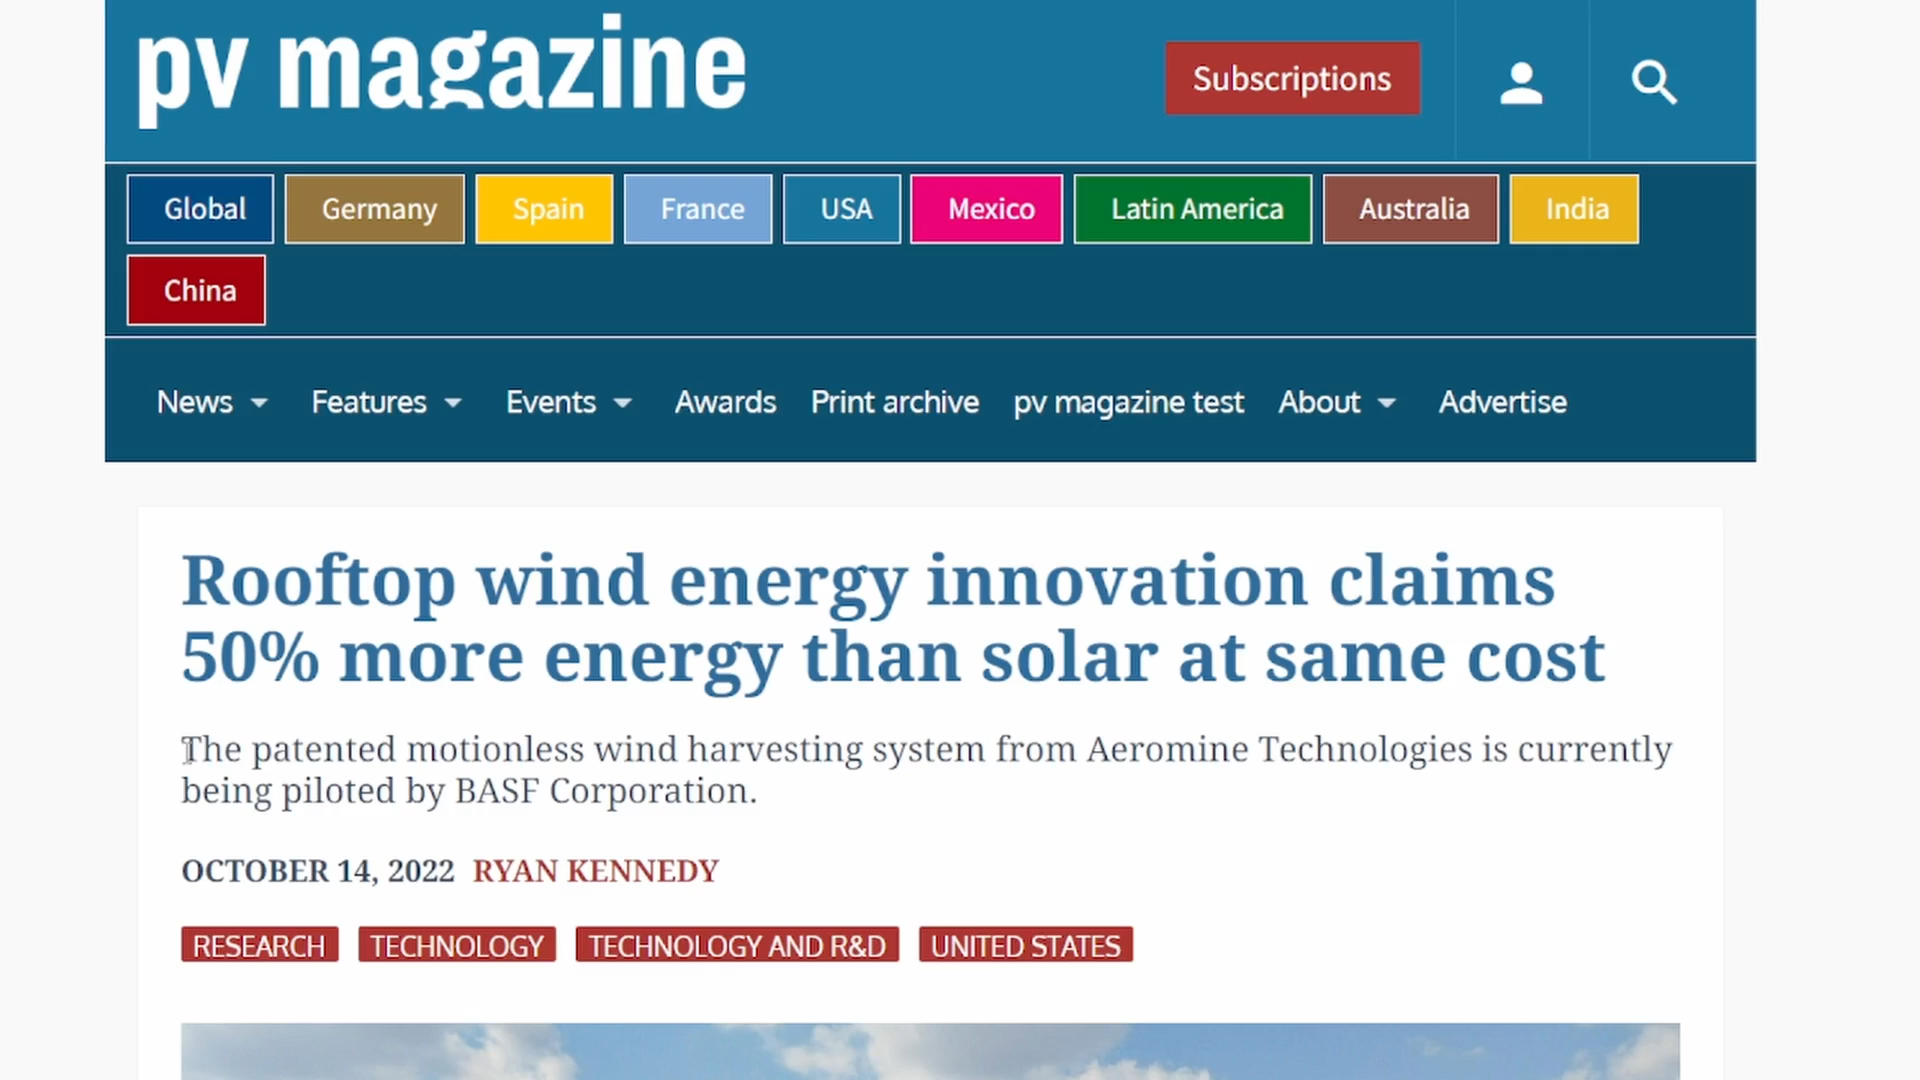 pv magazine
Subscriptions
Global Germany Spain France USA Mexico Latin America Australia India
China
News Features Events Awards Print archive pv magazine test About Advertise
Rooftop wind energy innovation claims
50% more energy than solar at same cost
The patented motionless wind harvesting system from Aeromine Technologies is currently
being piloted by BASF Corporation.
OCTOBER 14, 2022 RYAN KENNEDY
RESEARCH TECHNOLOGY TECHNOLOGY AND R&D UNITED STATES